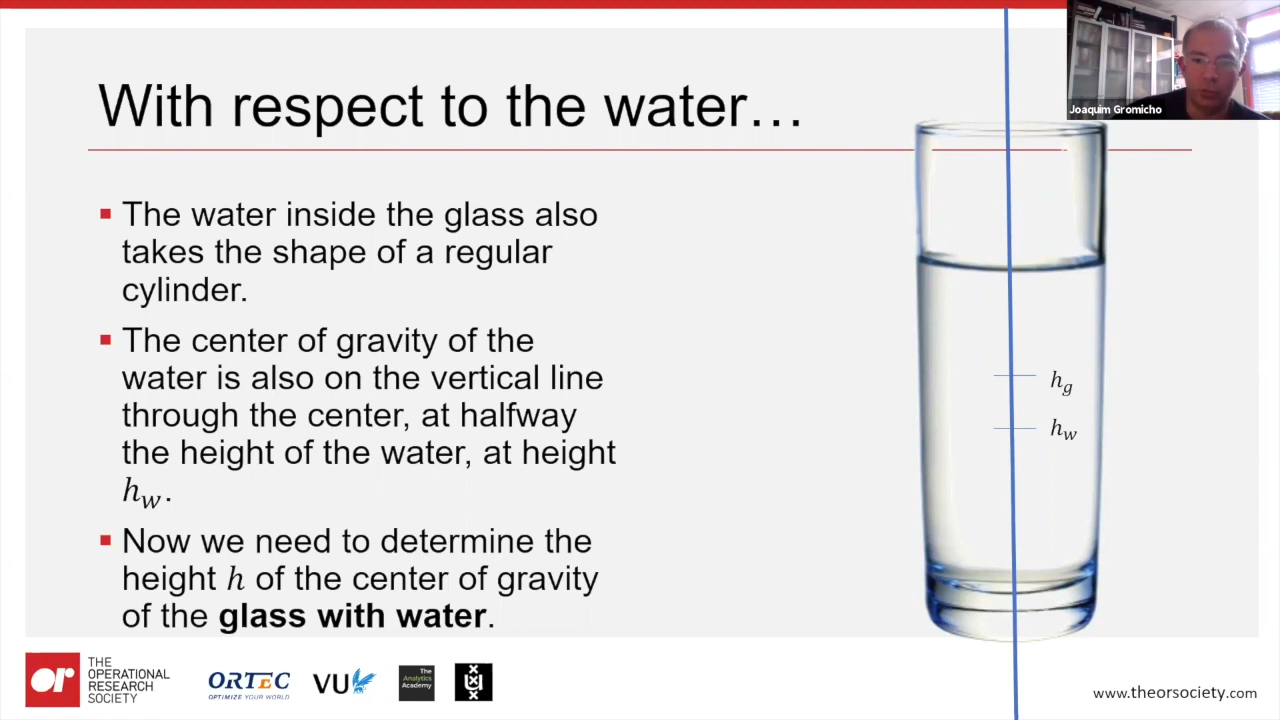 Joaquim Gromicho
With respect to the water…
The water inside the glass also
takes the shape of a regular
cylinder.
The center of gravity of the
water is also on the vertical line
through the center, at halfway
the height of the water, at height
h_w.
Now we need to determine the
height h of the center of gravity
of the glass with water.
h_g
h_w
or
THE
OPERATIONAL
RESEARCH
SOCIETY
ORTEC
OPTIMIZE YOUR WORLD
VU
The
Analytics
Academy
www.theorsociety.com